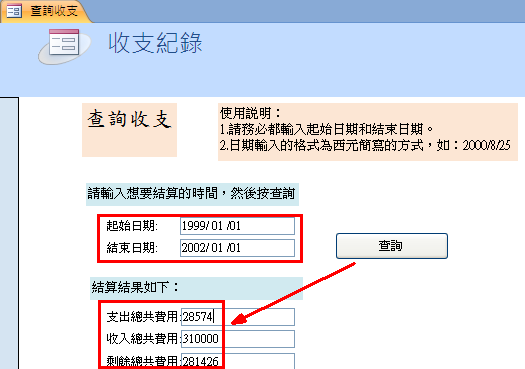 查詢收支
收支紀錄
查詢收支
使用說明：
1.請務必都輸入起始日期和結束日期。
2.日期輸入的格式為西元簡寫的方式，如：2000/8/25
請輸入想要結算的時間，然後按查詢
起始日期: 1999/ 01 /01
結束日期: 2002/ 01 /01
查詢
結算結果如下：
支出總共費用:28574
收入總共費用:310000
剩餘總共費用:281426